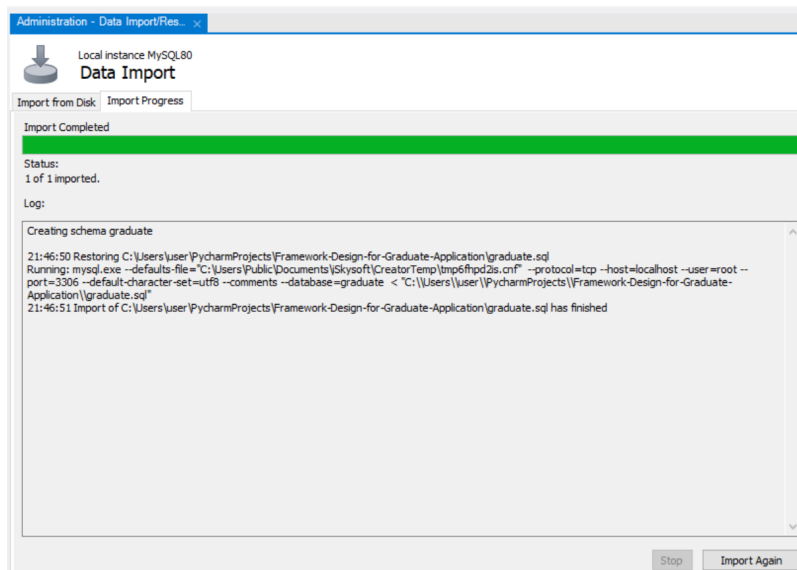 Administration - Data Import/Res...
Local instance MySQL80
Data Import
Import from Disk Import Progress
Import Completed
Status:
1 of 1 imported.
Log:
Creating schema graduate
21:46:50 Restoring C:\Users\user\PycharmProjects\Framework-Design-for-Graduate-Application\graduate.sql
Running: mysql.exe --defaults-file="C:\Users\Public\Documents\Skysoft\CreatorTemp\tmp6fhpd2is.cnf"  --protocol=tcp --host=localhost --user=root --
port=3306 --default-character-set=utf8 --comments --database=graduate  < "C:\\Users\\user\\PycharmProjects\\Framework-Design-for-Graduate-
Application\\graduate.sql"
21:46:51 Import of C:\Users\user\PycharmProjects\Framework-Design-for-Graduate-Application\graduate.sql has finished
Stop Import Again